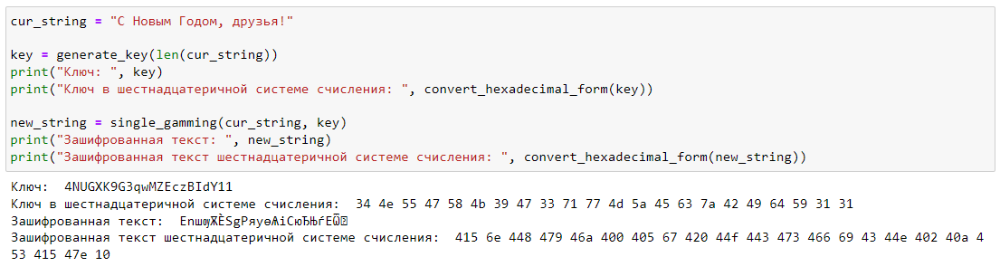 cur_string = "С Новым Годом, друзья!"
key = generate_key(len(cur_string))
print("Ключ: ", key)
print("Ключ в шестнадцатеричной системе счисления: ", convert_hexadecimal_form(key))
new_string = single_gamming(cur_string, key)
print("Зашифрованная текст: ", new_string)
print("Зашифрованная текст шестнадцатеричной системе счисления: ", convert_hexadecimal_form(new_string))
Ключ:  4NUGXK9G3qwMZEczBIdY11
Ключ в шестнадцатеричной системе счисления:  34 4e 55 47 58 4b 39 47 33 71 77 4d 5a 45 63 7a 42 49 64 59 31 31
Зашифрованная текст:  ЕnшѹѪЀЅgРяуѳѦiCюЂЊѓЕѾ
Зашифрованная текст шестнадцатеричной системе счисления:  415 6e 448 479 46a 400 405 67 420 44f 443 473 466 69 43 44e 402 40a 4
53 415 47e 10